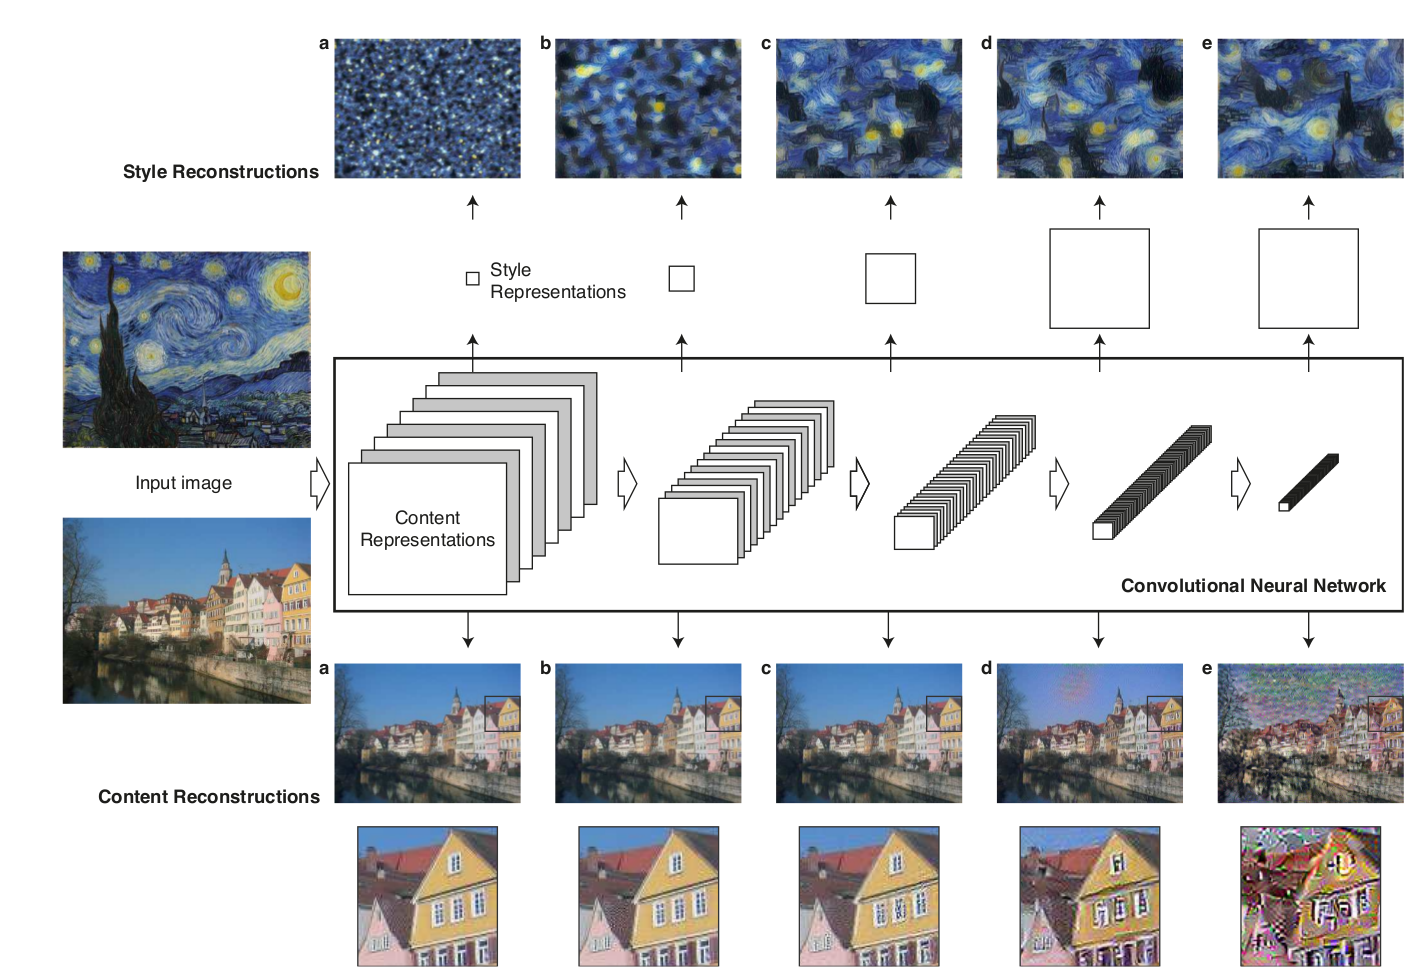 a
b
c
d
e
Style Reconstructions
Style
Representations
Input image
Content
Representations
Convolutional Neural Network
a
b
c
d
e
Content Reconstructions